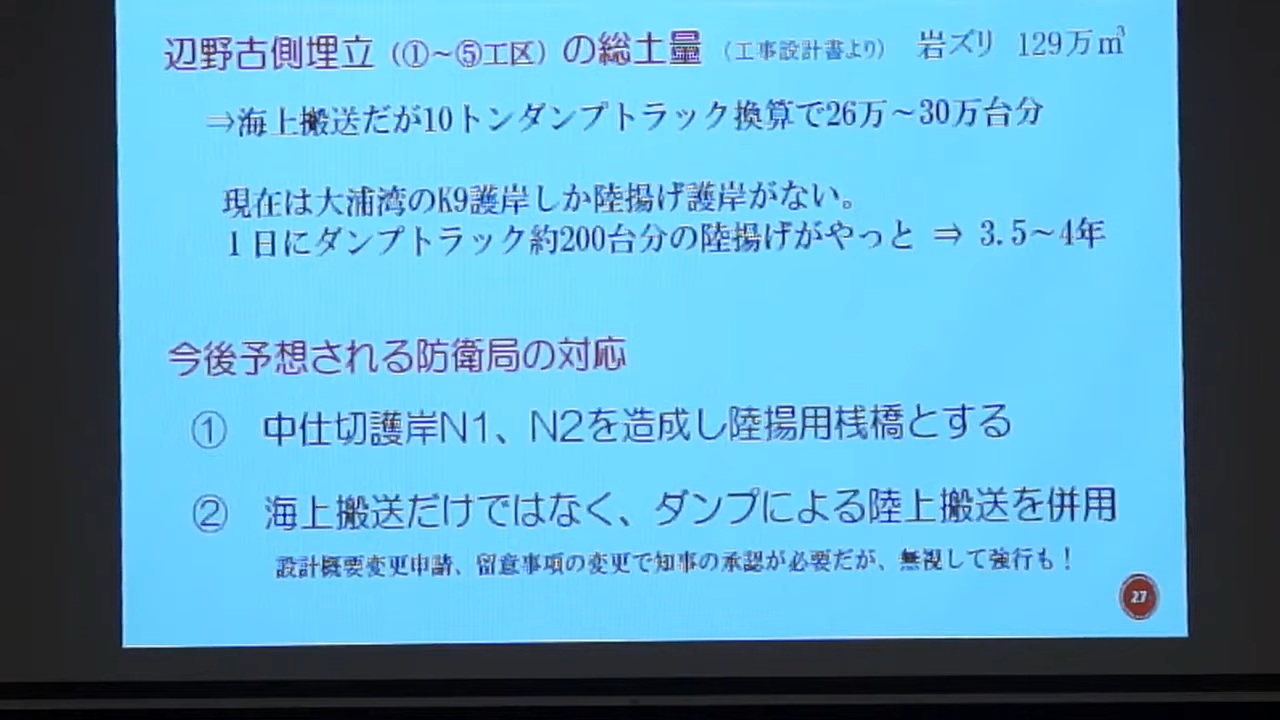 辺野古側埋立（①～⑤工区）の総土量（工事設計書より） 岩ズリ 129万㎥
⇒海上搬送だが10トンダンプトラック換算で26万～30万台分
現在は大浦湾のK9護岸しか陸揚げ護岸がない。
１日にダンプトラック約200台分の陸揚げがやっと ⇒ 3.5～4年
今後予想される防衛局の対応
① 中仕切護岸N1、N2を造成し陸揚用桟橋とする
② 海上搬送だけではなく、ダンプによる陸上搬送を併用
設計概要変更申請、留意事項の変更で知事の承認が必要だが、無視して強行も！
27